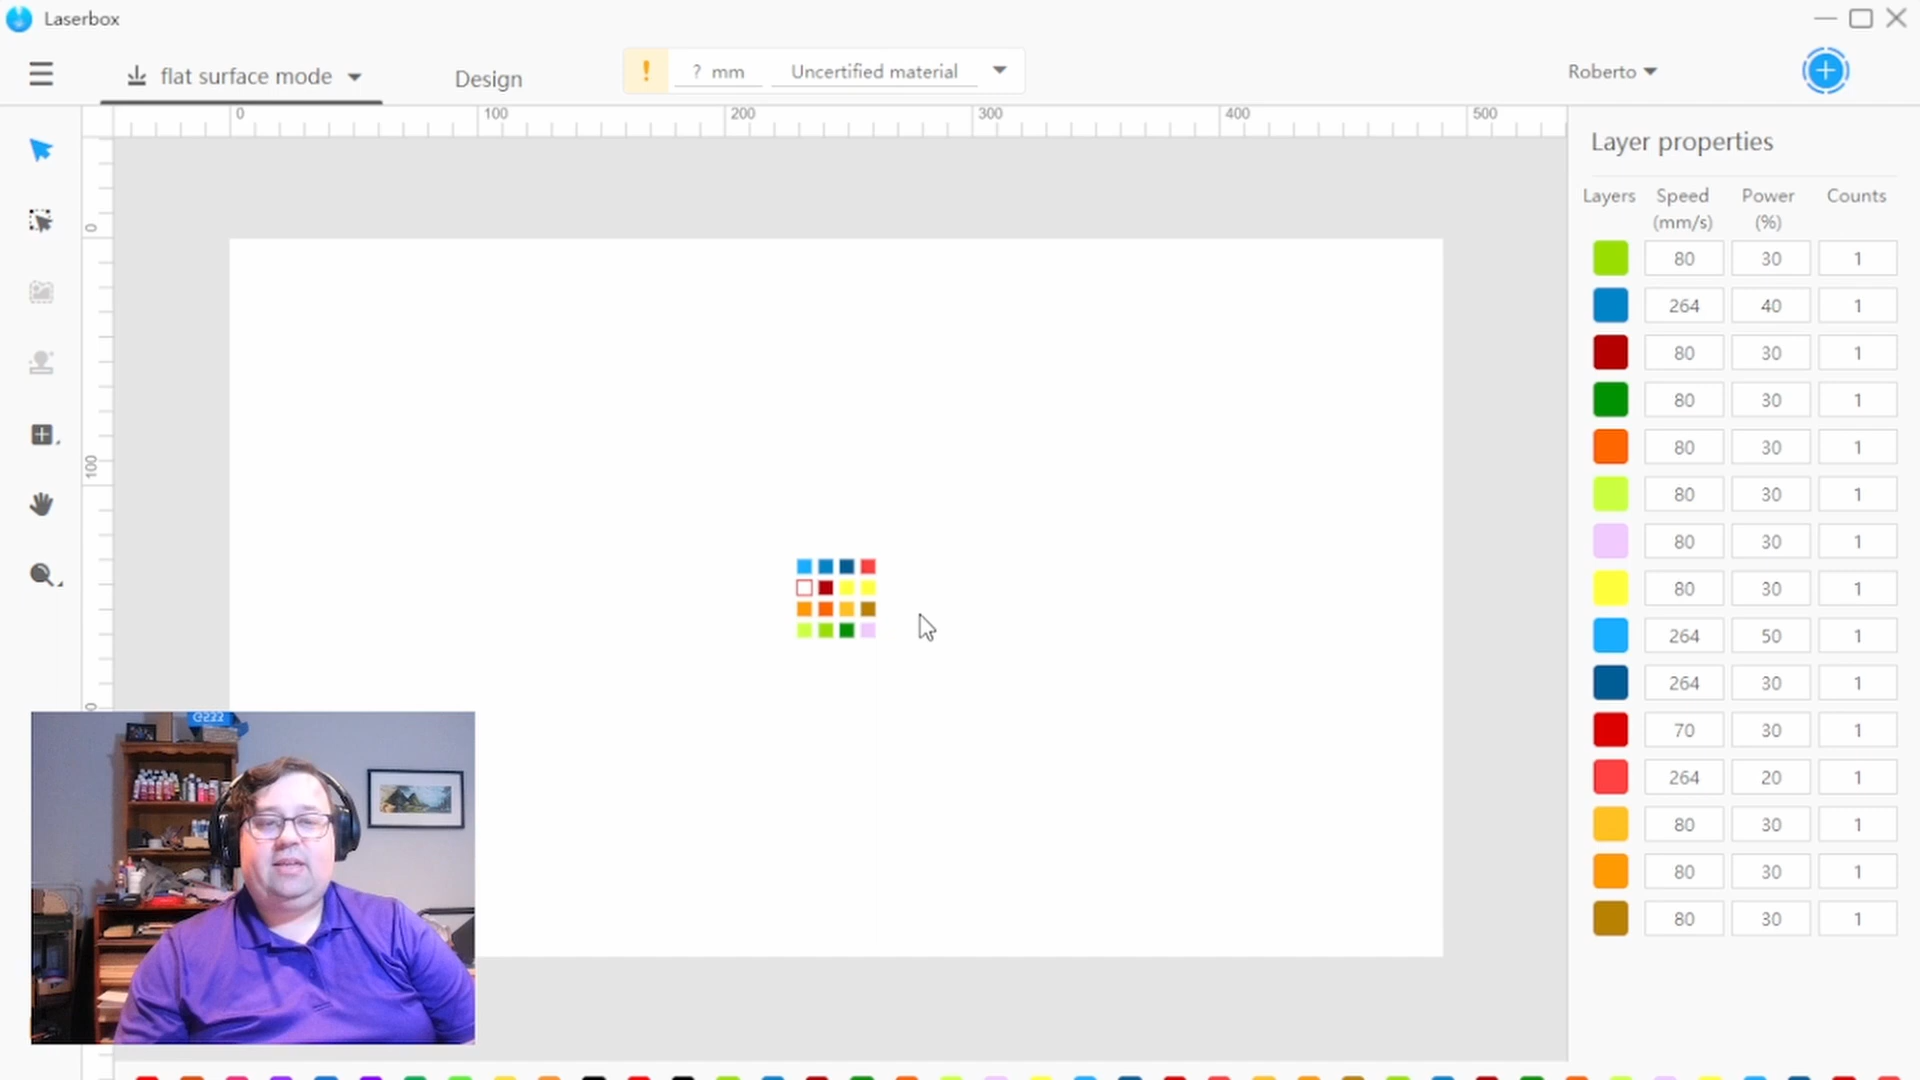 Laserbox
flat surface mode
Design
! ? mm Uncertified material
Roberto
0 100 200 300 400 500
0
100
0
Layer properties
Layers Speed (mm/s) Power (%) Counts
80 30 1
264 40 1
80 30 1
80 30 1
80 30 1
80 30 1
80 30 1
80 30 1
264 50 1
264 30 1
70 30 1
264 20 1
80 30 1
80 30 1
80 30 1